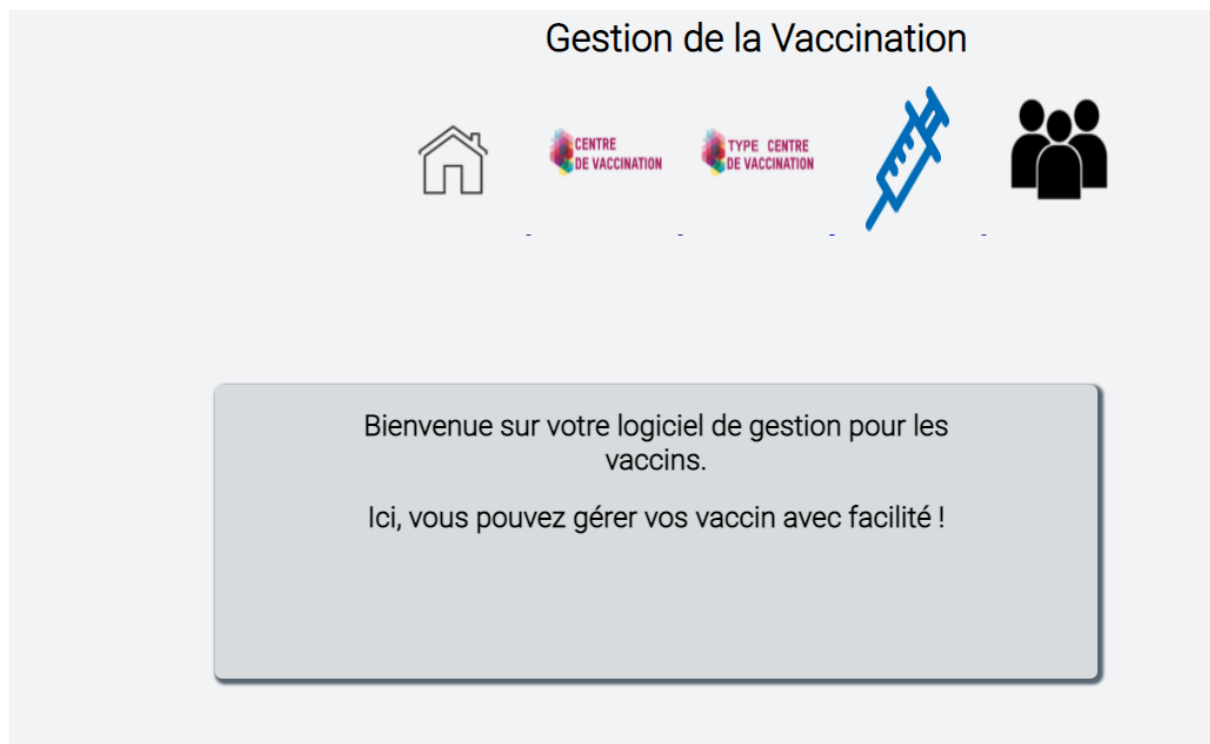 Gestion de la Vaccination
CENTRE
DE VACCINATION
TYPE CENTRE
DE VACCINATION
Bienvenue sur votre logiciel de gestion pour les
vaccins.
Ici, vous pouvez gérer vos vaccin avec facilité !